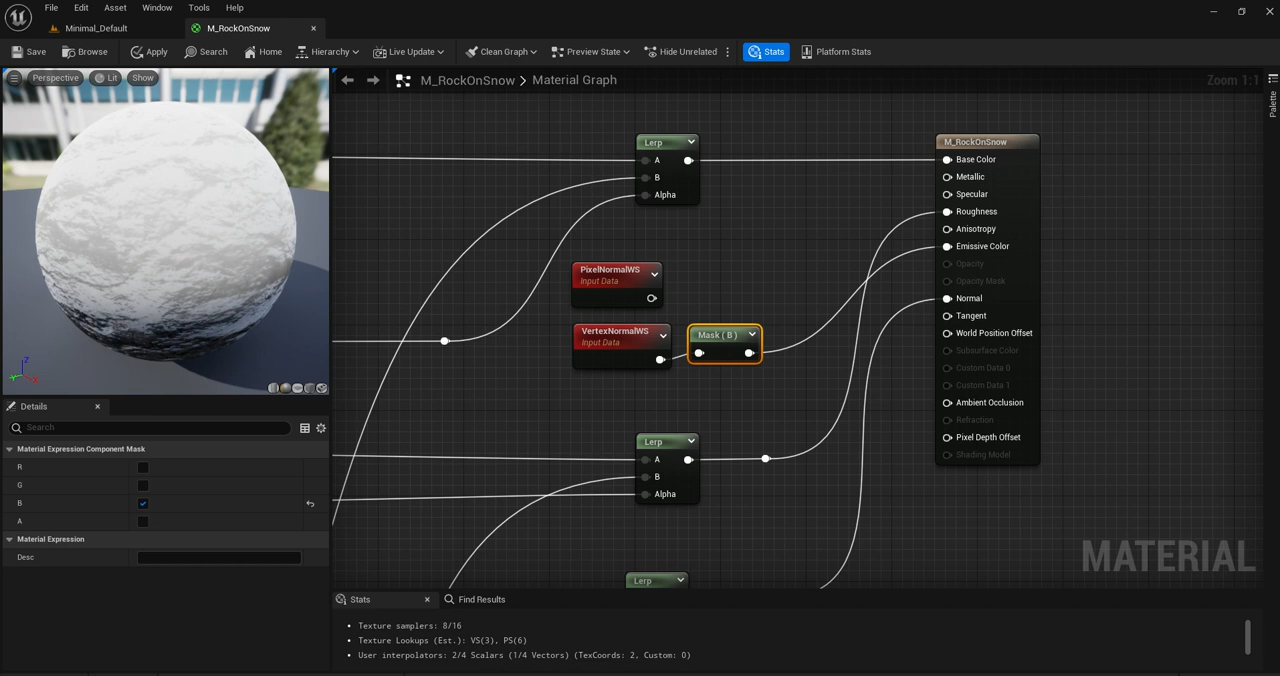 File Edit Asset Window Tools Help
Minimal_Default
M_RockOnSnow
Save Browse Apply Search Home Hierarchy Live Update Clean Graph Preview State Hide Unrelated Stats Platform Stats
Perspective Lit Show
M_RockOnSnow > Material Graph
Zoom 1:1
Palette
Lerp
A
B
Alpha
PixelNormalWS
Input Data
VertexNormalWS
Input Data
Mask ( B )
Lerp
A
B
Alpha
Lerp
M_RockOnSnow
Base Color
Metallic
Specular
Roughness
Anisotropy
Emissive Color
Opacity
Opacity Mask
Normal
Tangent
World Position Offset
Subsurface Color
Custom Data 0
Custom Data 1
Ambient Occlusion
Refraction
Pixel Depth Offset
Shading Model
MATERIAL
Z
Y
X
Details
Search
Material Expression Component Mask
R
G
B
A
Material Expression
Desc
Stats
Find Results
• Texture samplers: 8/16
• Texture Lookups (Est.): VS(3), PS(6)
• User interpolators: 2/4 Scalars (1/4 Vectors) (TexCoords: 2, Custom: 0)